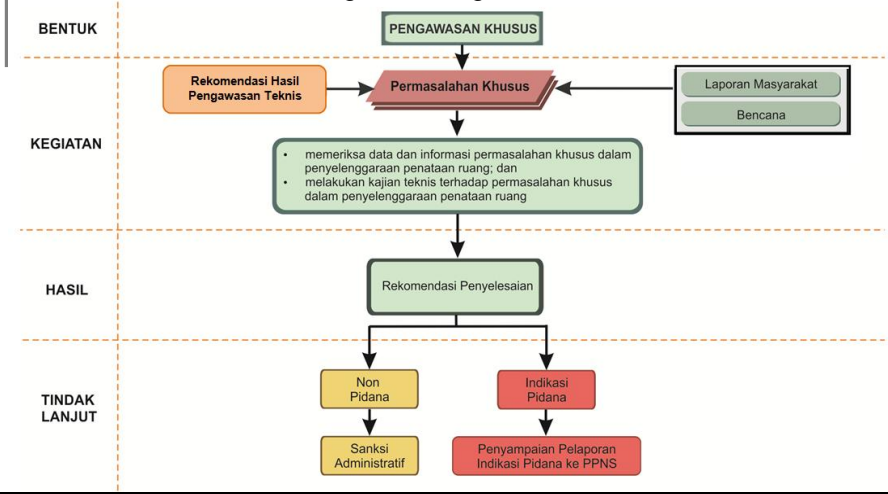 BENTUK
PENGAWASAN KHUSUS
KEGIATAN
Rekomendasi Hasil
Pengawasan Teknis
Permasalahan Khusus
Laporan Masyarakat
Bencana
• memeriksa data dan informasi permasalahan khusus dalam
penyelenggaraan penataan ruang; dan
• melakukan kajian teknis terhadap permasalahan khusus
dalam penyelenggaraan penataan ruang
HASIL
Rekomendasi Penyelesaian
TINDAK
LANJUT
Non
Pidana
Indikasi
Pidana
Sanksi
Administratif
Penyampaian Pelaporan
Indikasi Pidana ke PPNS